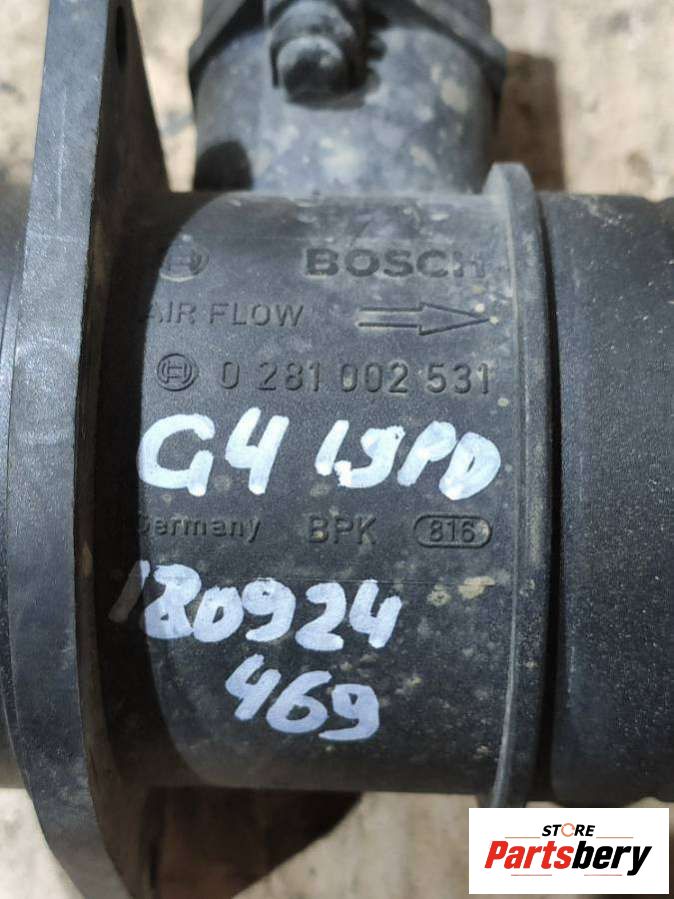 BOSCH
AIR FLOW
0 281 002 531
G4 1,9PD
Germany BPK 816
180924
469
STORE
Partsbery